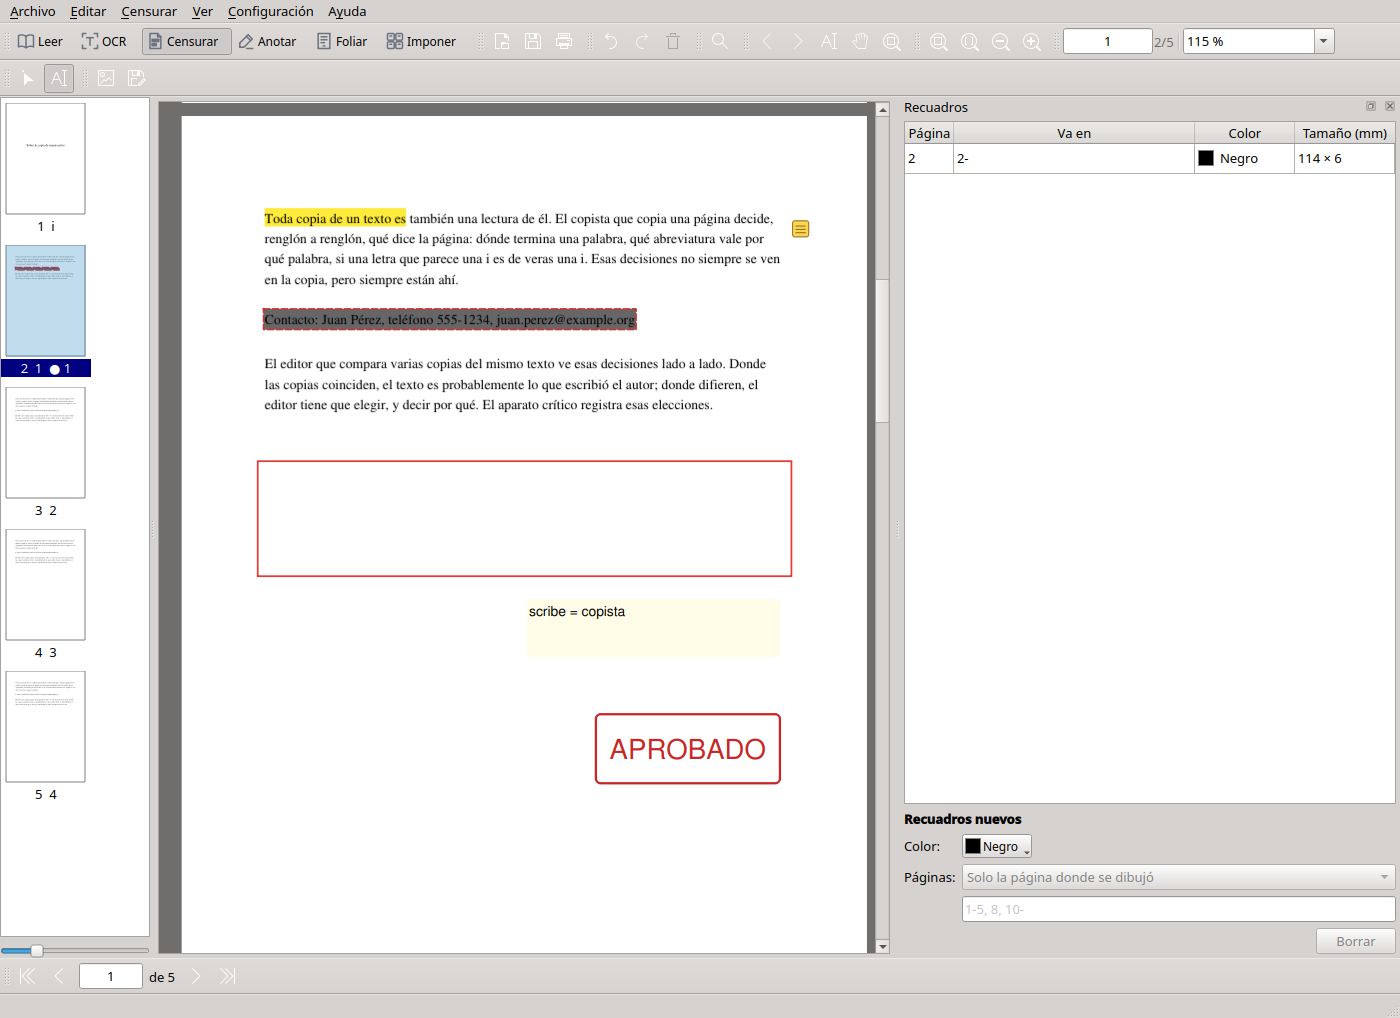 Archivo Editar Censurar Ver Configuración Ayuda
Leer OCR Censurar Anotar Foliar Imponer 1 2/5 115 %
1 i
2 1 1
3 2
4 3
5 4
Toda copia de un texto es también una lectura de él. El copista que copia una página decide,
renglón a renglón, qué dice la página: dónde termina una palabra, qué abreviatura vale por
qué palabra, si una letra que parece una i es de veras una i. Esas decisiones no siempre se ven
en la copia, pero siempre están ahí.
Contacto: Juan Pérez, teléfono 555-1234, juan.perez@example.org
El editor que compara varias copias del mismo texto ve esas decisiones lado a lado. Donde
las copias coinciden, el texto es probablemente lo que escribió el autor; donde difieren, el
editor tiene que elegir, y decir por qué. El aparato crítico registra esas elecciones.
scribe = copista
APROBADO
Recuadros
Página Va en Color Tamaño (mm)
2 2- Negro 114 × 6
Recuadros nuevos
Color: Negro
Páginas: Solo la página donde se dibujó
1-5, 8, 10-
Borrar
1 de 5